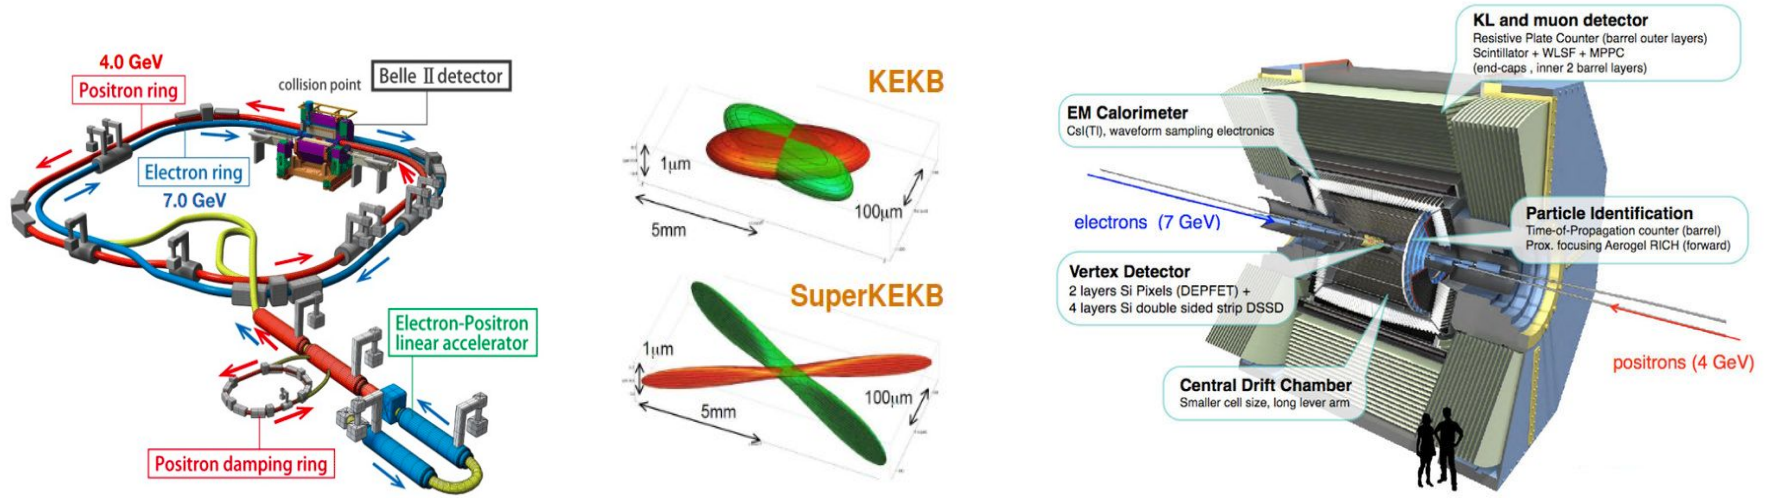 4.0 GeV
Positron ring
collision point
Belle II detector
Electron ring
7.0 GeV
Electron-Positron
linear accelerator
Positron damping ring
KEKB
1μm
5mm
100μm
SuperKEKB
1μm
5mm
100μm
KL and muon detector
Resistive Plate Counter (barrel outer layers)
Scintillator + WLSF + MPPC
(end-caps , inner 2 barrel layers)
EM Calorimeter
CsI(Tl), waveform sampling electronics
electrons (7 GeV)
Particle Identification
Time-of-Propagation counter (barrel)
Prox. focusing Aerogel RICH (forward)
Vertex Detector
2 layers Si Pixels (DEPFET) +
4 layers Si double sided strip DSSD
positrons (4 GeV)
Central Drift Chamber
Smaller cell size, long lever arm